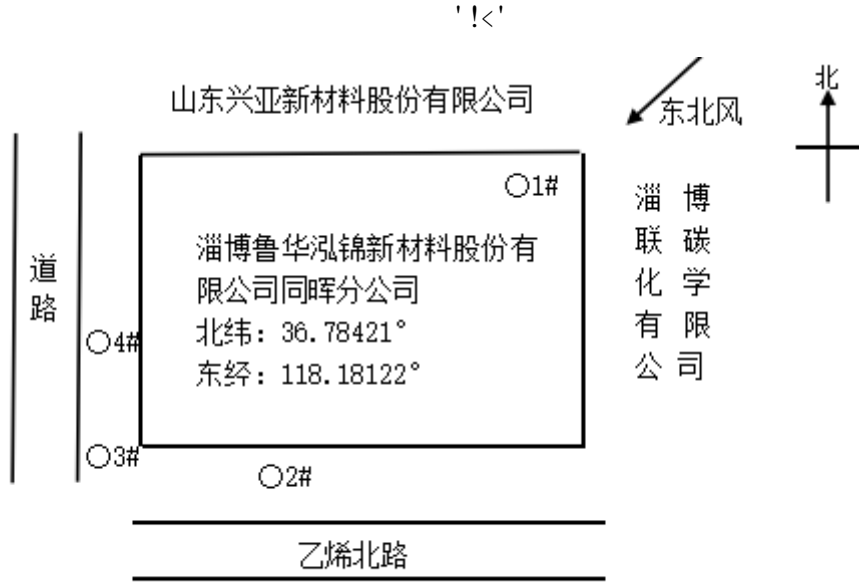 ' !<'
山东兴亚新材料股份有限公司
北
东北风
○1#
淄博鲁华泓锦新材料股份有
限公司同晖分公司
北纬：36.78421°
东经：118.18122°
淄博
联碳
化学
有限
公司
道
路
○4#
○3#
○2#
乙烯北路